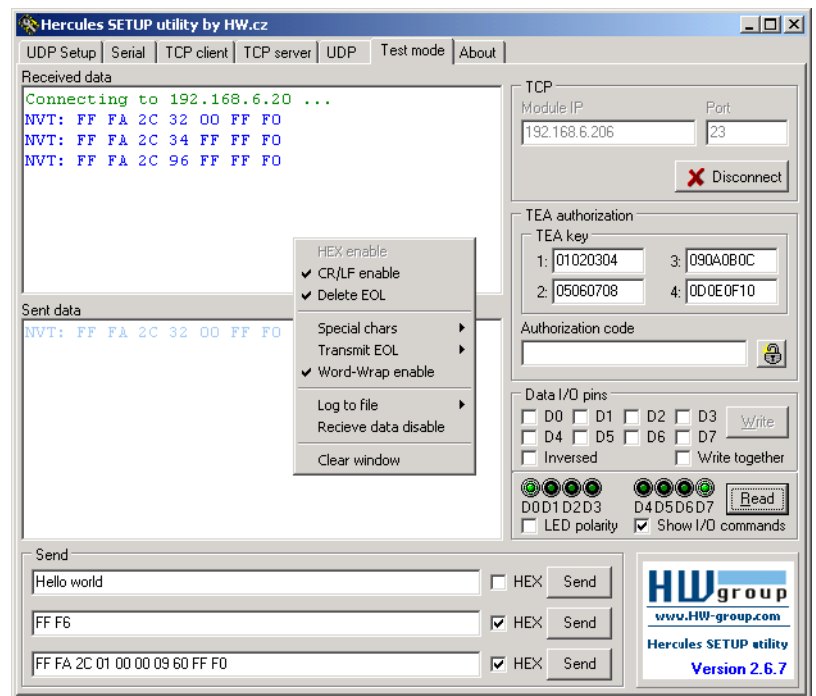 Hercules SETUP utility by HW.cz
UDP Setup Serial TCP client TCP server UDP Test mode About
Received data
Connecting to 192.168.6.20 ...
NVT: FF FA 2C 32 00 FF F0
NVT: FF FA 2C 34 FF FF F0
NVT: FF FA 2C 96 FF FF F0
HEX enable
CR/LF enable
Delete EOL
Special chars
Transmit EOL
Word-Wrap enable
Log to file
Recieve data disable
Clear window
Sent data
NVT: FF FA 2C 32 00 FF F0
TCP
Module IP Port
192.168.6.206 23
Disconnect
TEA authorization
TEA key
1: 01020304 3: 090A0B0C
2: 05060708 4: 0D0E0F10
Authorization code
Data I/O pins
D0 D1 D2 D3 Write
D4 D5 D6 D7
Inversed Write together
D0D1D2D3 D4D5D6D7 Read
LED polarity Show I/O commands
Send
Hello world HEX Send
FF F6 HEX Send
FF FA 2C 01 00 00 09 60 FF F0 HEX Send
HWgroup
www.HW-group.com
Hercules SETUP utility
Version 2.6.7